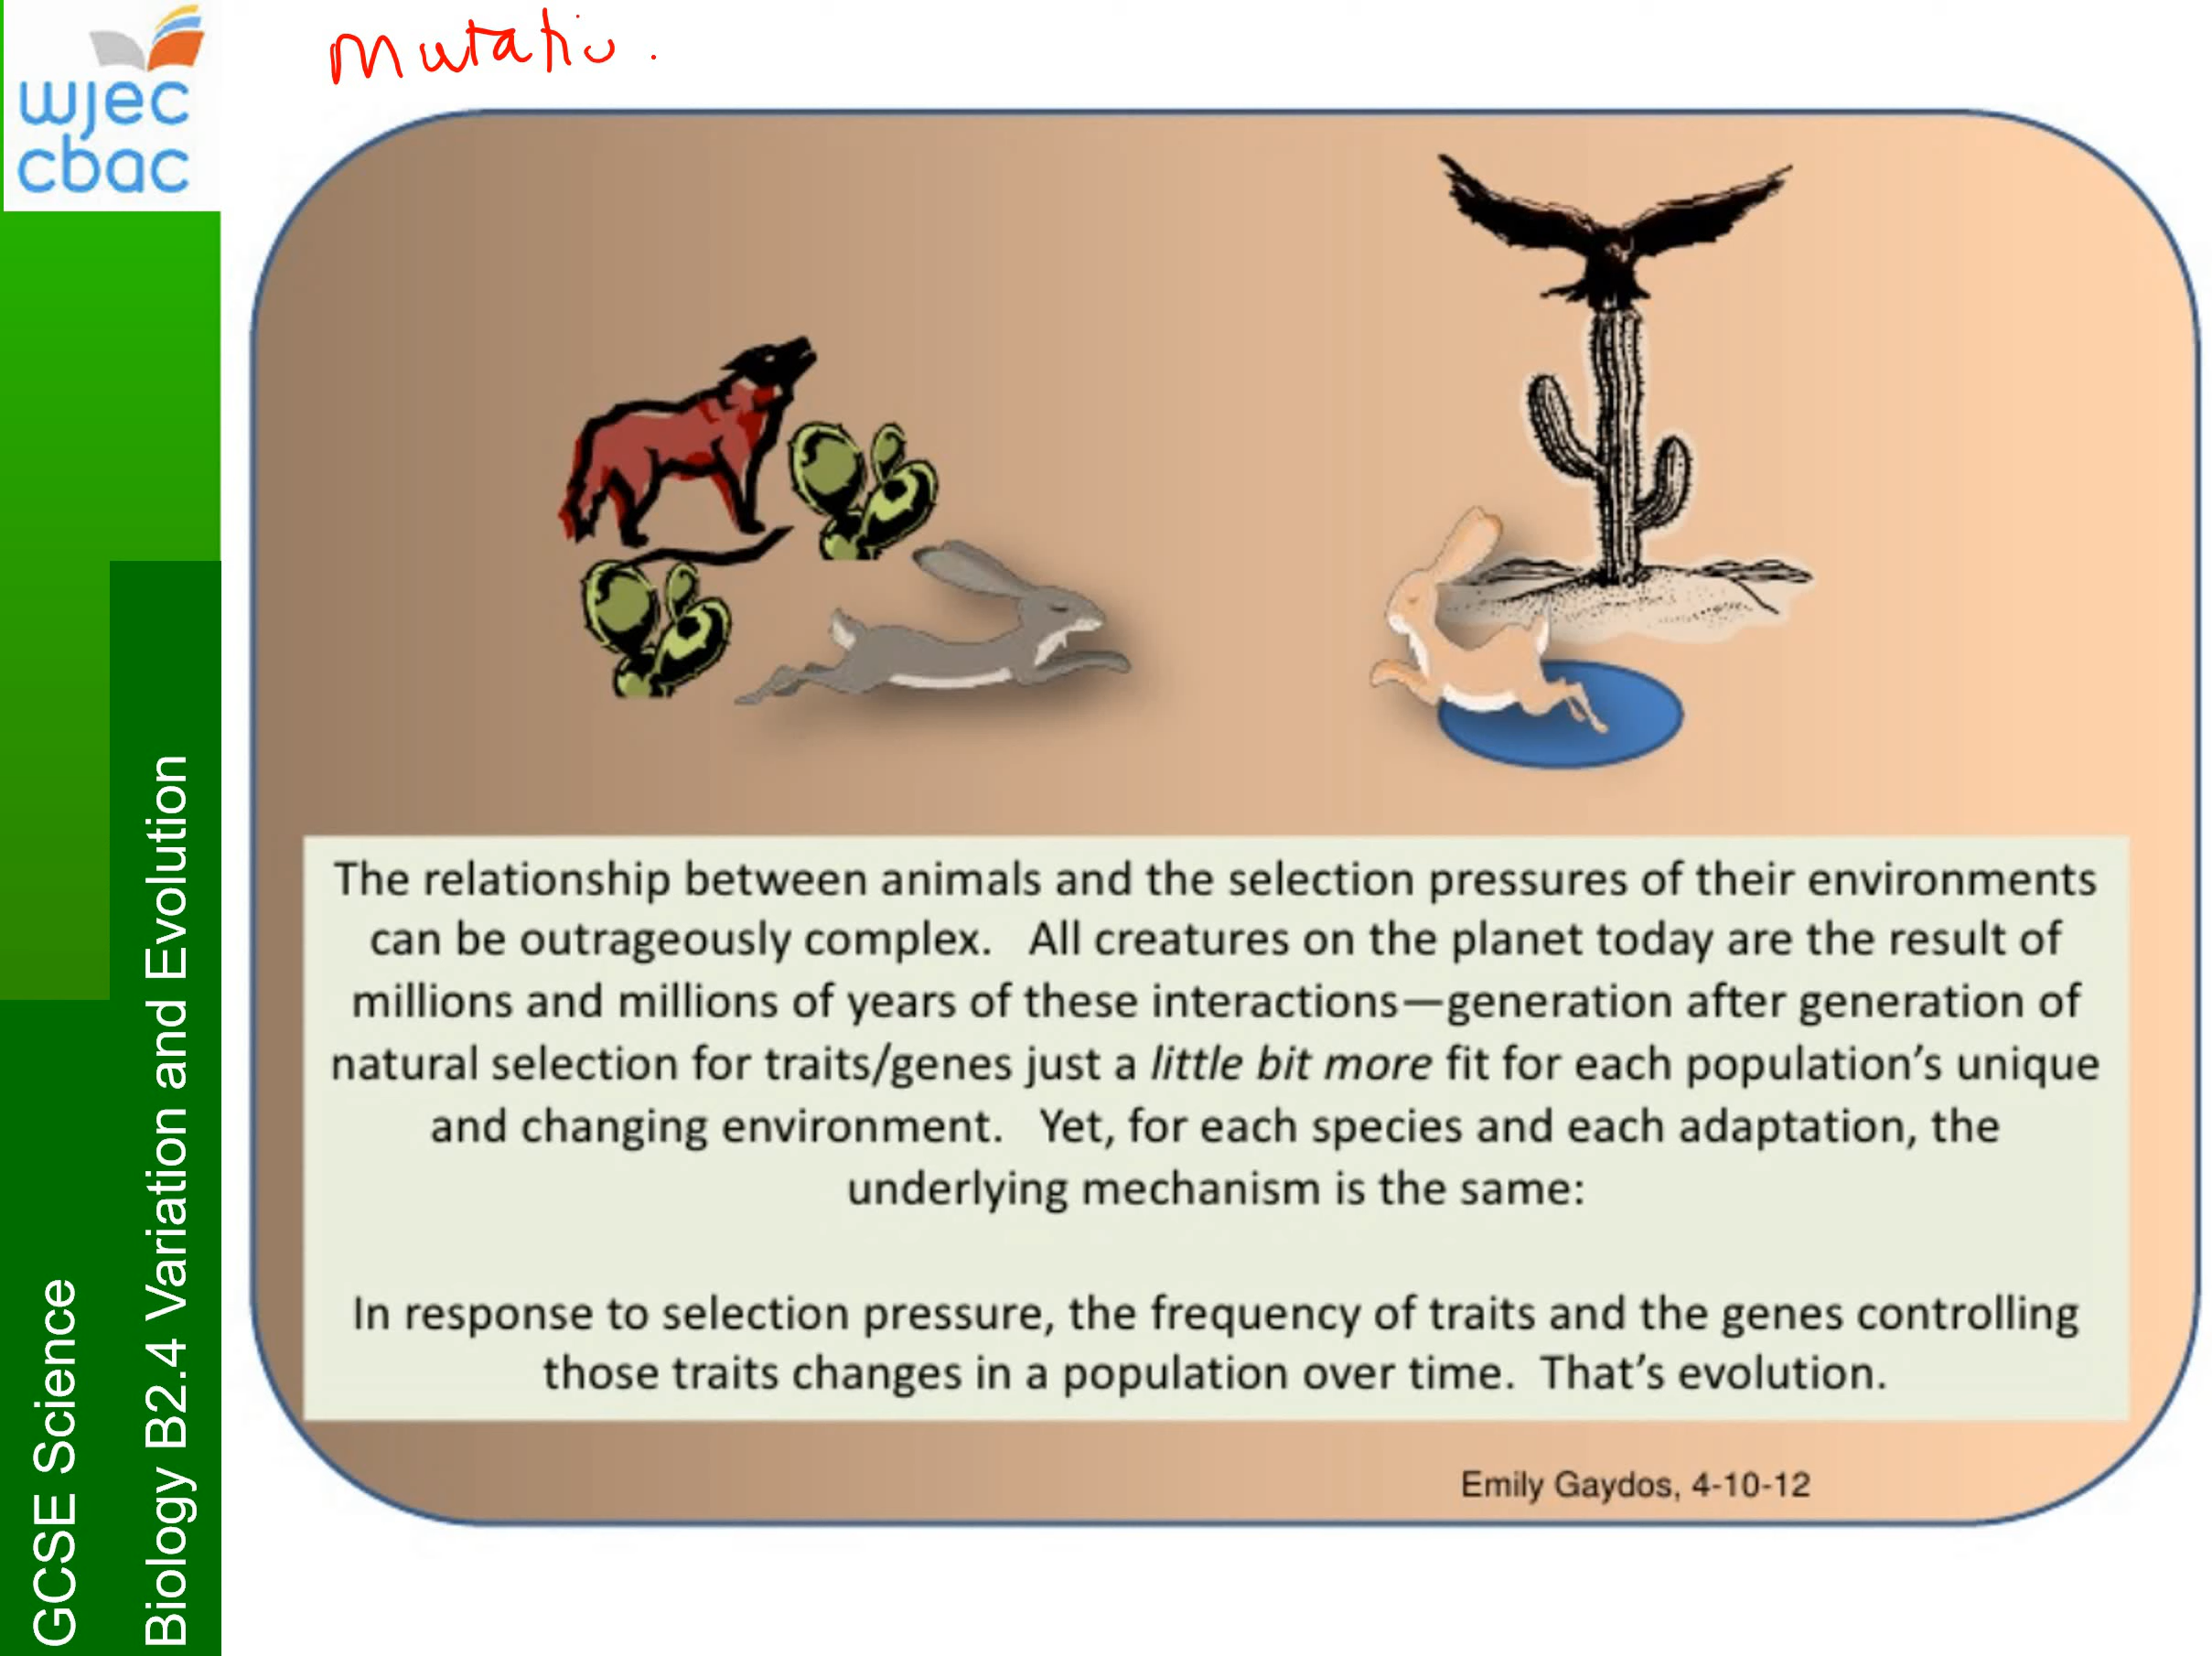 Mutatio.
wjec
cbac
The relationship between animals and the selection pressures of their environments
can be outrageously complex. All creatures on the planet today are the result of
millions and millions of years of these interactions—generation after generation of
natural selection for traits/genes just a little bit more fit for each population's unique
and changing environment. Yet, for each species and each adaptation, the
underlying mechanism is the same:
In response to selection pressure, the frequency of traits and the genes controlling
those traits changes in a population over time. That's evolution.
Emily Gaydos, 4-10-12
GCSE Science
Biology B2.4 Variation and Evolution